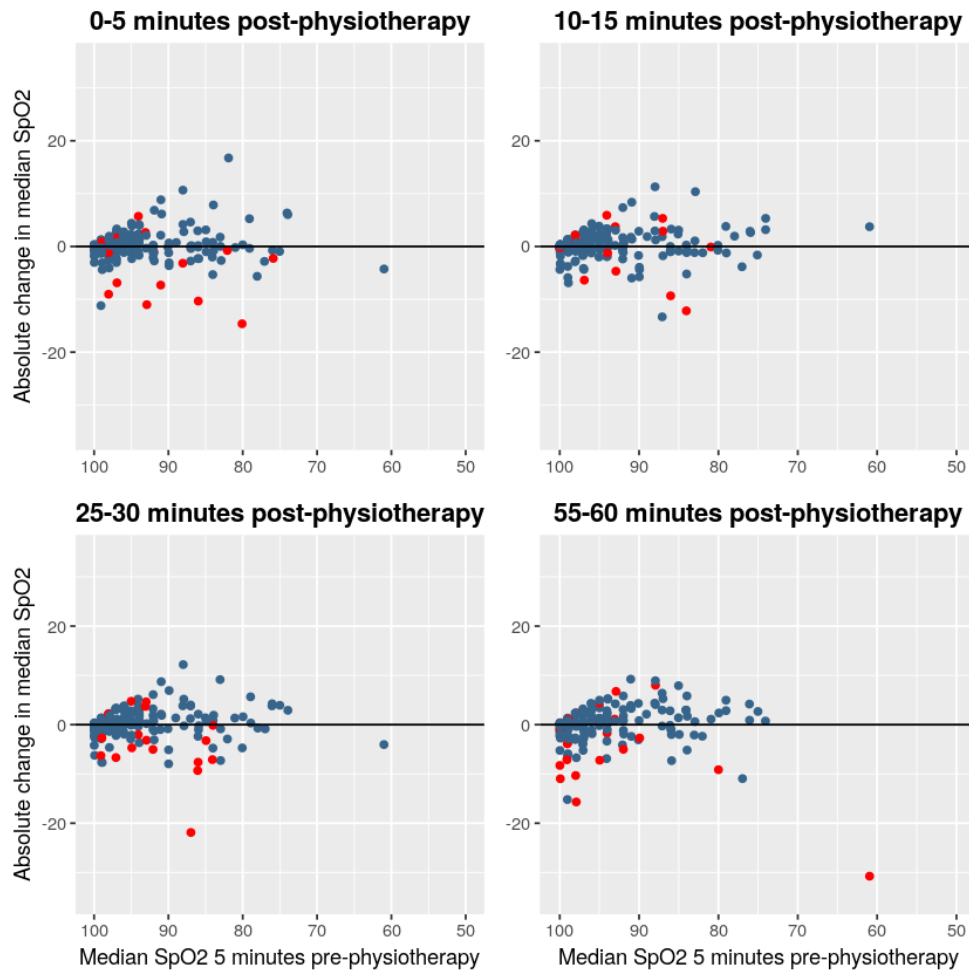 0-5 minutes post-physiotherapy
10-15 minutes post-physiotherapy
Absolute change in median SpO2
20
0
-20
100 90 80 70 60 50
20
0
-20
100 90 80 70 60 50
25-30 minutes post-physiotherapy
55-60 minutes post-physiotherapy
Absolute change in median SpO2
20
0
-20
100 90 80 70 60 50
Median SpO2 5 minutes pre-physiotherapy
20
0
-20
100 90 80 70 60 50
Median SpO2 5 minutes pre-physiotherapy